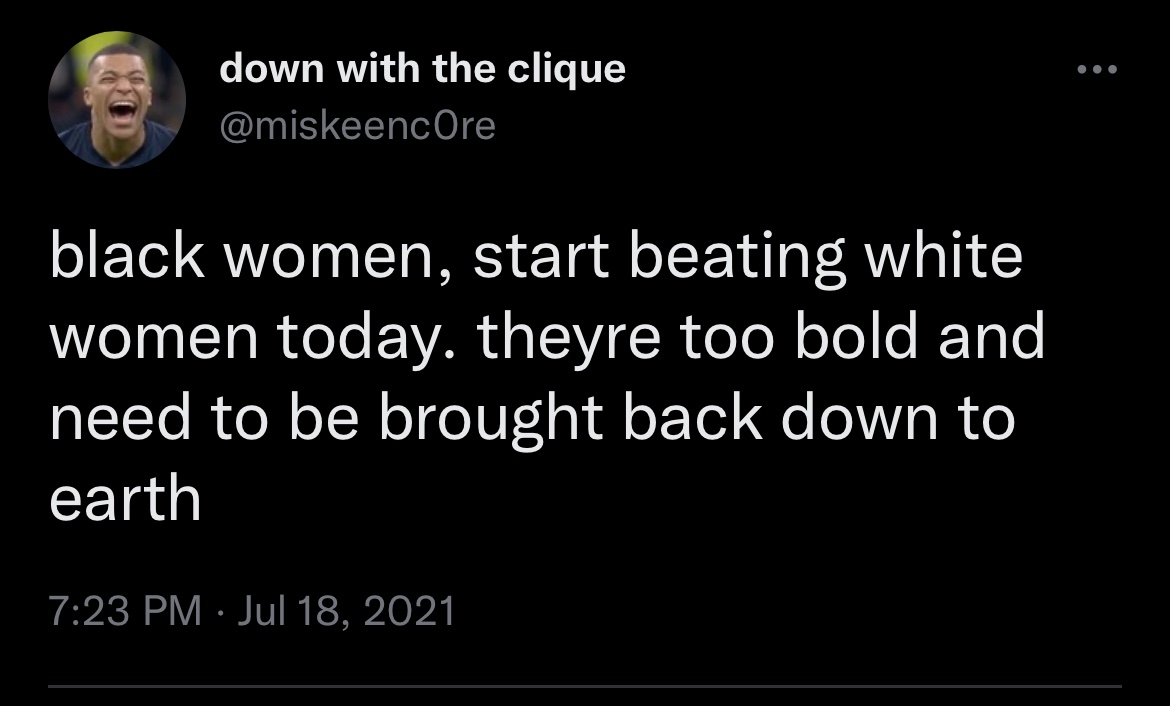 down with the clique
@miskeenc0re
black women, start beating white
women today. theyre too bold and
need to be brought back down to
earth
7:23 PM · Jul 18, 2021